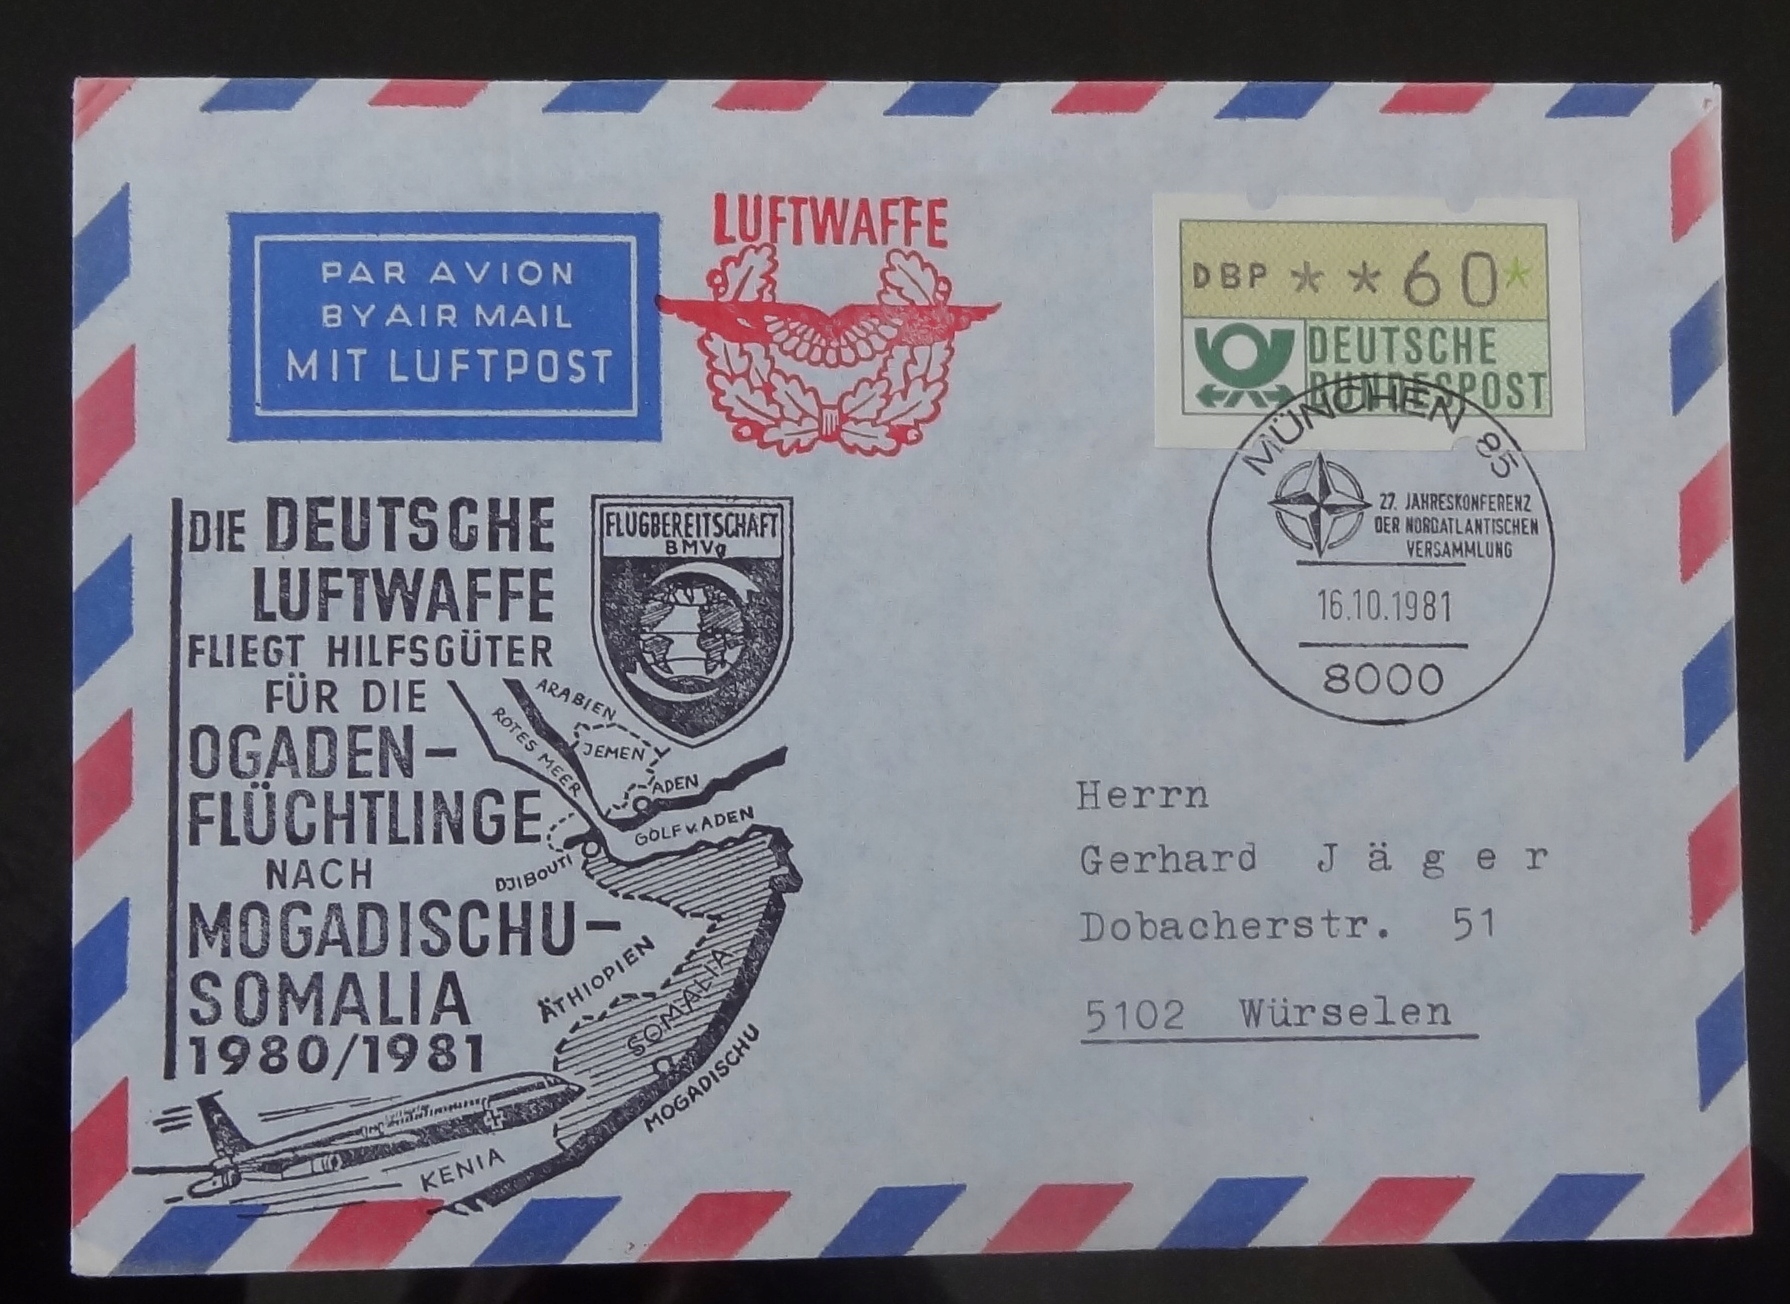 PAR AVION
BY AIR MAIL
MIT LUFTPOST
LUFTWAFFE
DBP **60*
DEUTSCHE
BUNDESPOST
MÜNCHEN 85
27. JAHRESKONFERENZ
DER NORDATLANTISCHEN
VERSAMMLUNG
16.10.1981
8000
DIE DEUTSCHE
LUFTWAFFE
FLIEGT HILFSGÜTER
FÜR DIE
OGADEN-
FLÜCHTLINGE
NACH
MOGADISCHU-
SOMALIA
1980/1981
FLUGBEREITSCHAFT
BMVg
ARABIEN
ROTES MEER
JEMEN
ADEN
GOLF v. ADEN
DJIBOUTI
ÄTHIOPIEN
SOMALIA
MOGADISCHU
KENIA
Herrn
Gerhard Jäger
Dobacherstr. 51
5102 Würselen